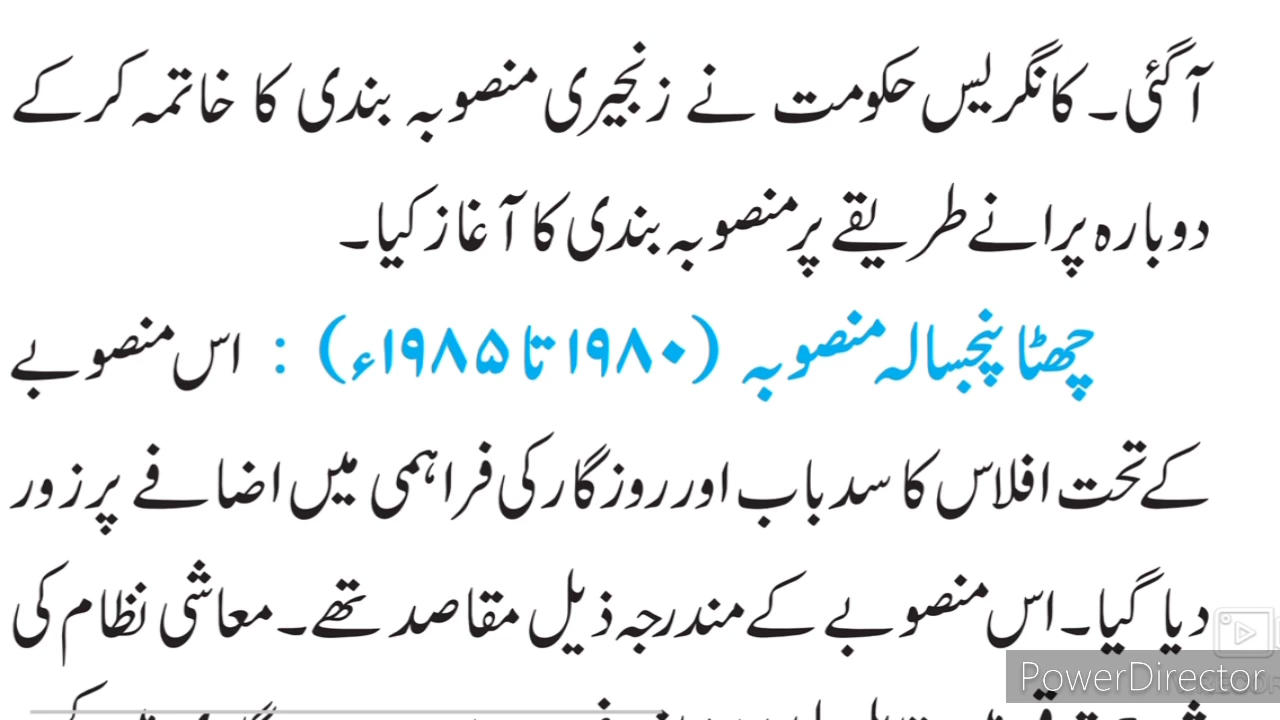 آ گئی۔ کانگریس حکومت نے زنجیری منصوبہ بندی کا خاتمہ کرکے
دوبارہ پرانے طریقے پر منصوبہ بندی کا آغاز کیا۔
چھٹا پنجسالہ منصوبہ (۱۹۸۰ تا ۱۹۸۵ء) : اس منصوبے
کے تحت افلاس کا سدباب اور روزگار کی فراہمی میں اضافے پر زور
دیا گیا۔ اس منصوبے کے مندرجہ ذیل مقاصد تھے۔ معاشی نظام کی
PowerDirector